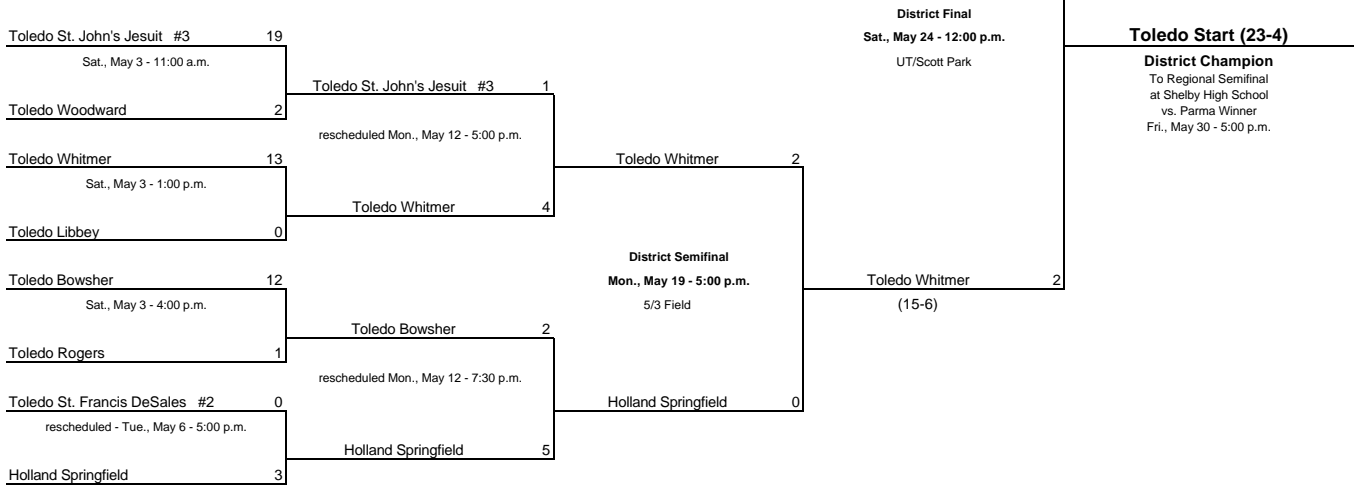 District Final
Toledo St. John's Jesuit #3 19
Sat., May 24 - 12:00 p.m.
Toledo Start (23-4)
Sat., May 3 - 11:00 a.m.
UT/Scott Park
District Champion
To Regional Semifinal
at Shelby High School
vs. Parma Winner
Fri., May 30 - 5:00 p.m.
Toledo St. John's Jesuit #3 1
Toledo Woodward 2
rescheduled Mon., May 12 - 5:00 p.m.
Toledo Whitmer 13
Toledo Whitmer 2
Sat., May 3 - 1:00 p.m.
Toledo Whitmer 4
Toledo Libbey 0
District Semifinal
Toledo Bowsher 12
Mon., May 19 - 5:00 p.m.
Toledo Whitmer 2
Sat., May 3 - 4:00 p.m.
5/3 Field
(15-6)
Toledo Bowsher 2
Toledo Rogers 1
rescheduled Mon., May 12 - 7:30 p.m.
Toledo St. Francis DeSales #2 0
Holland Springfield 0
rescheduled - Tue., May 6 - 5:00 p.m.
Holland Springfield 5
Holland Springfield 3